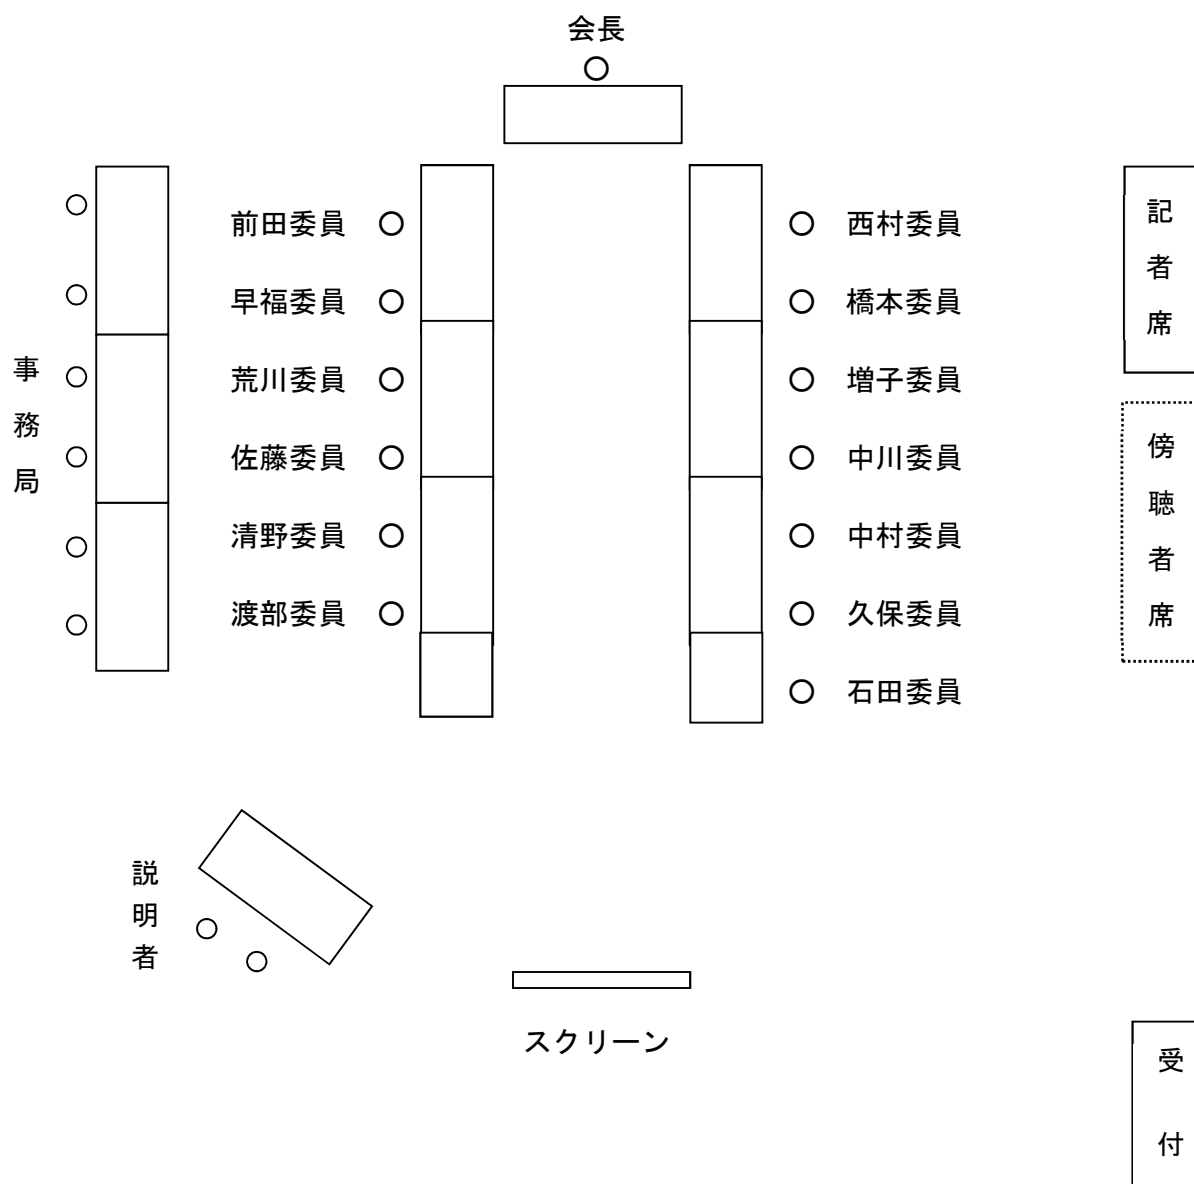 会長
前田委員
早福委員
荒川委員
佐藤委員
清野委員
渡部委員
西村委員
橋本委員
増子委員
中川委員
中村委員
久保委員
石田委員
事務局
記者席
傍聴者席
説明者
スクリーン
受付